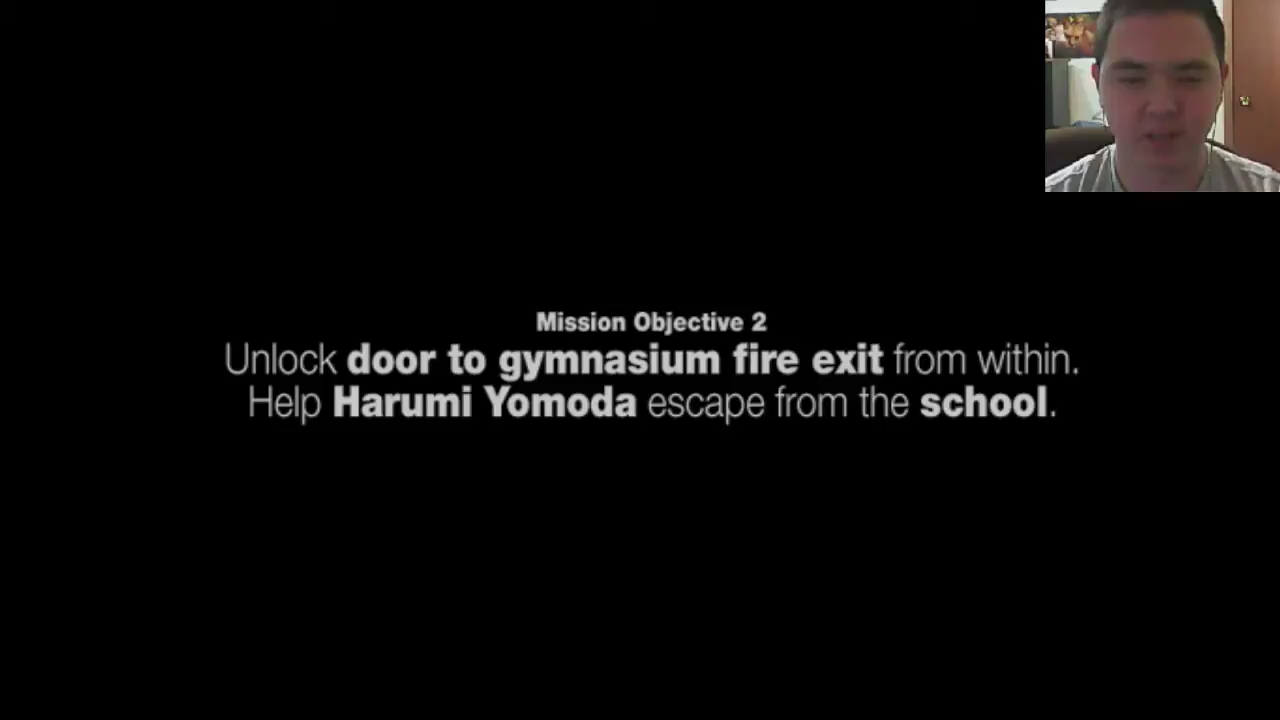 Mission Objective 2
Unlock door to gymnasium fire exit from within.
Help Harumi Yomoda escape from the school.